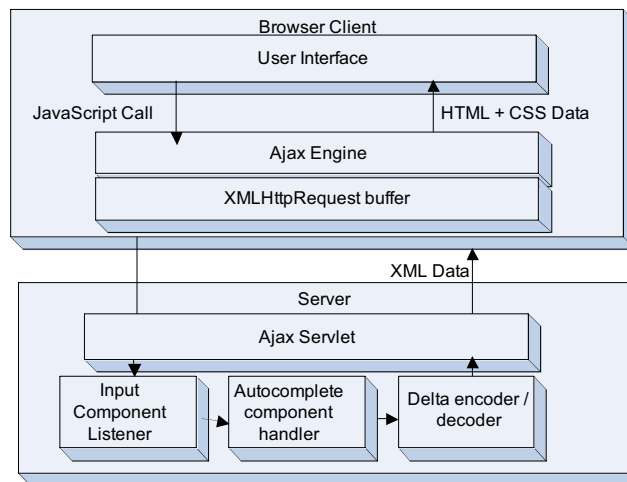 Browser Client
User Interface
JavaScript Call
HTML + CSS Data
Ajax Engine
XMLHttpRequest buffer
XML Data
Server
Ajax Servlet
Input
Component
Listener
Autocomplete
component
handler
Delta encoder /
decoder